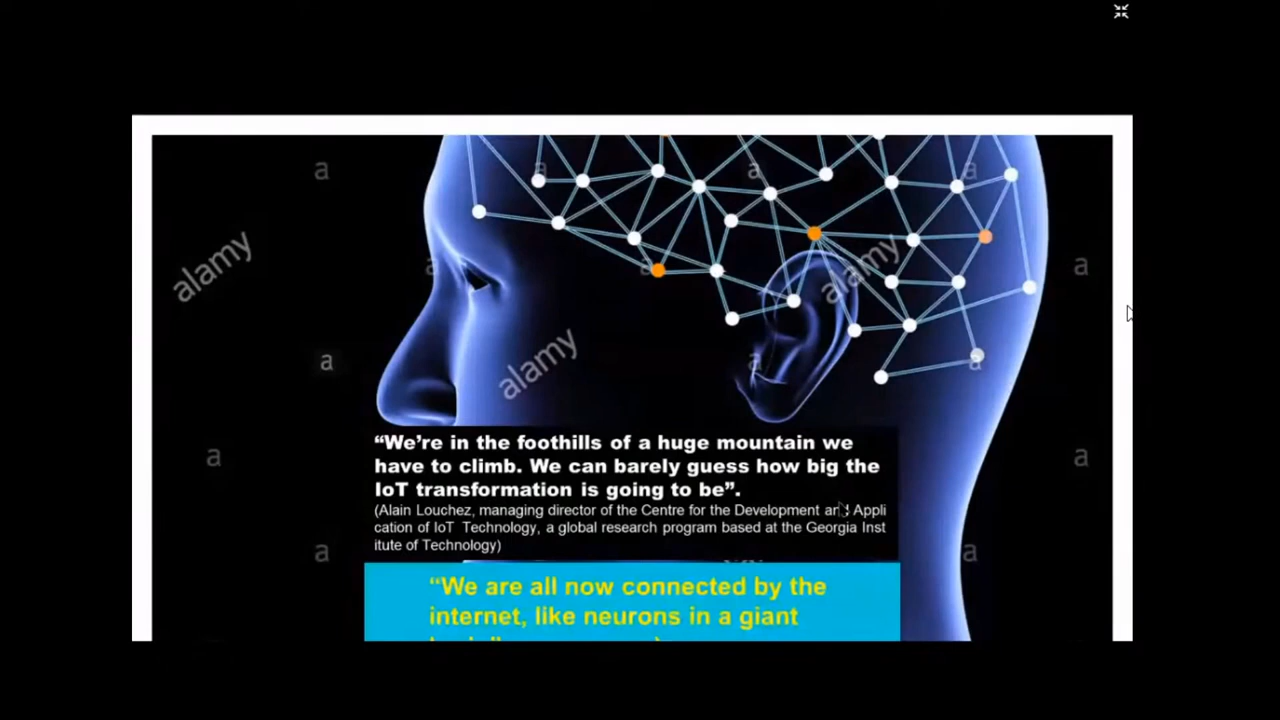 a a a a
alamy
alamy
a a a
alamy
a a a
a a
“We’re in the foothills of a huge mountain we
have to climb. We can barely guess how big the
IoT transformation is going to be”.
(Alain Louchez, managing director of the Centre for the Development and Appli
cation of IoT Technology, a global research program based at the Georgia Inst
itute of Technology)
a a
“We are all now connected by the
internet, like neurons in a giant